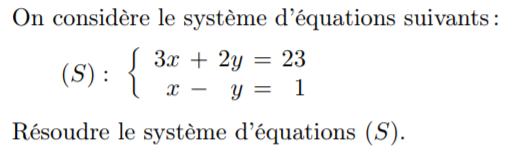 On considère le système d'équations suivants :
(S) : { 3x + 2y = 23
x − y = 1
Résoudre le système d'équations (S).